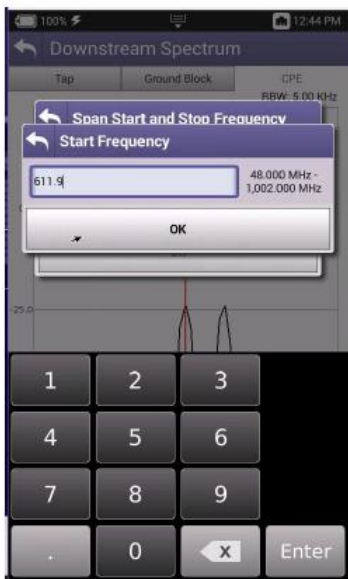 100% 12:44 PM
Downstream Spectrum
Tap Ground Block CPE
RBW: 5.00 KHz
Span Start and Stop Frequency
Start Frequency
611.9
48.000 MHz -
1,002.000 MHz
OK
-25.0
1 2 3
4 5 6
7 8 9
. 0 X Enter